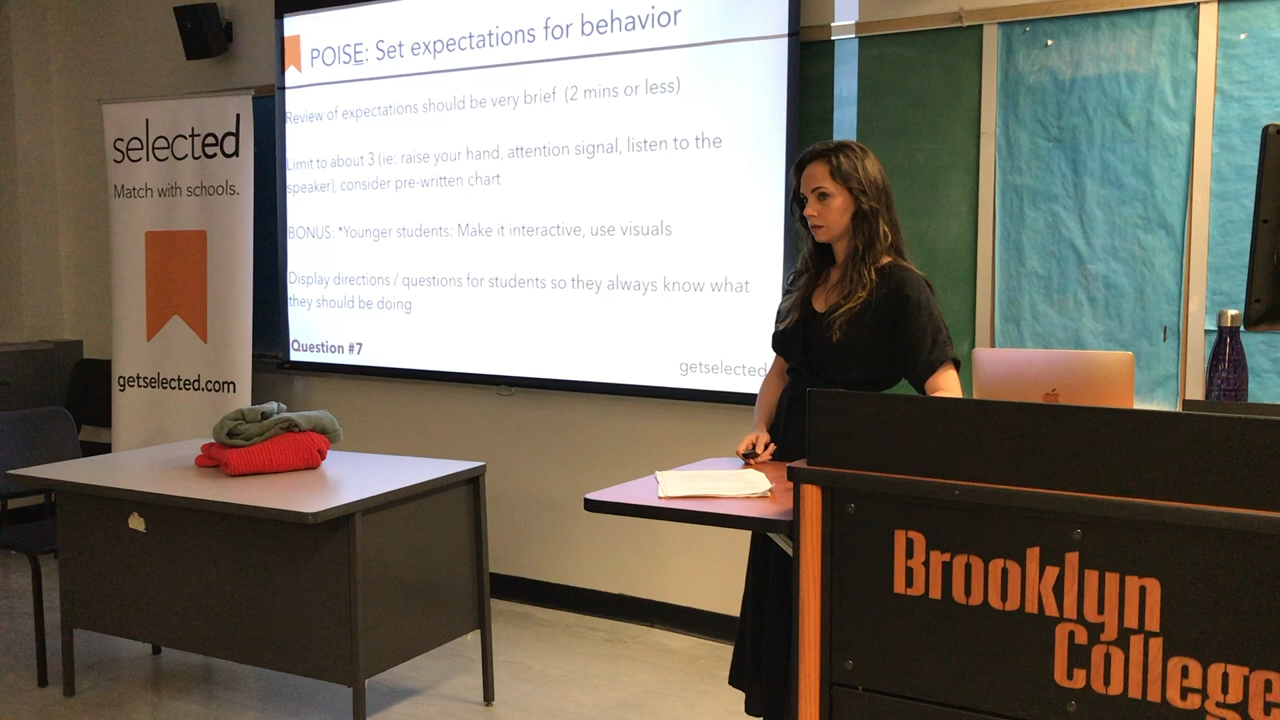 selected
Match with schools.
getselected.com
POISE: Set expectations for behavior
Review of expectations should be very brief (2 mins or less)
Limit to about 3 (ie: raise your hand, attention signal, listen to the
speaker), consider pre-written chart
BONUS: *Younger students: Make it interactive, use visuals
Display directions / questions for students so they always know what
they should be doing
Question #7
getselected
Brooklyn
College